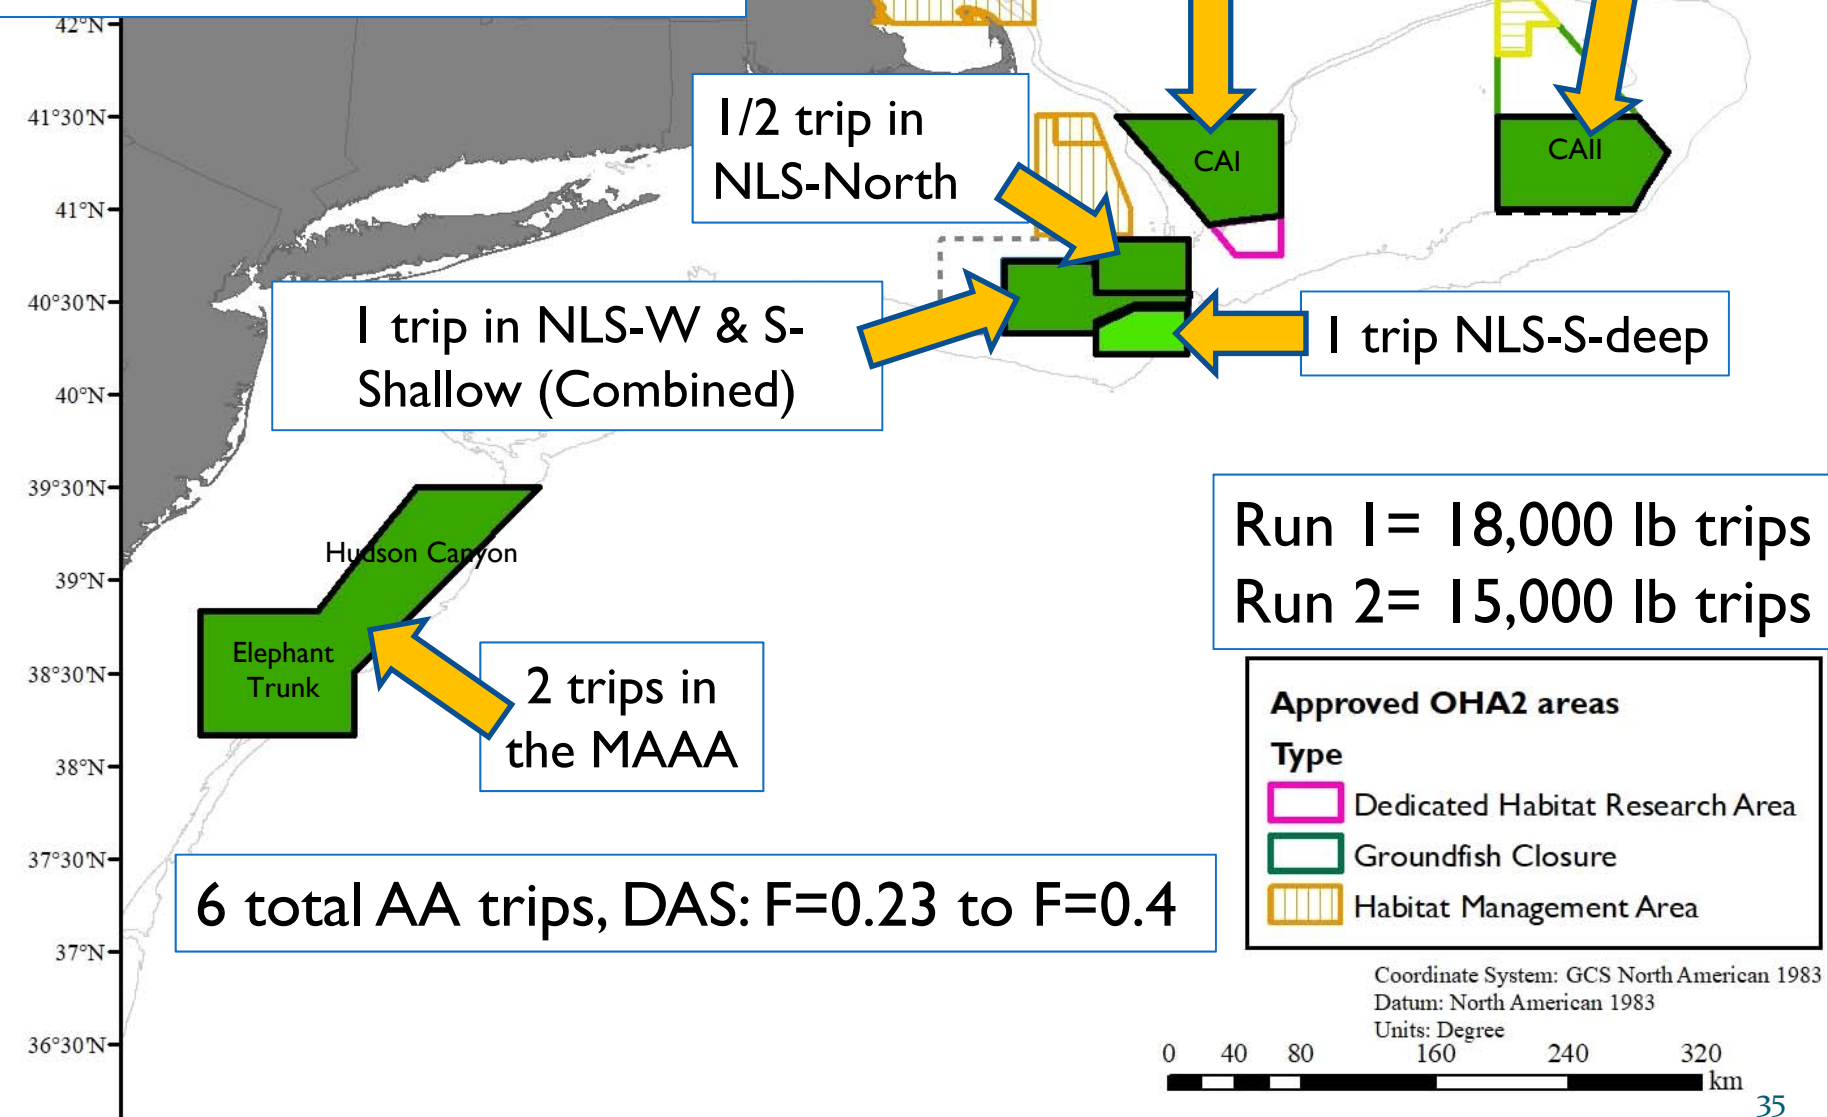 42°N
41°30'N
41°N
40°30'N
40°N
39°30'N
39°N
38°30'N
38°N
37°30'N
37°N
36°30'N
1/2 trip in
NLS-North
CAI
CAII
1 trip in NLS-W & S-
Shallow (Combined)
1 trip NLS-S-deep
Hudson Canyon
Elephant
Trunk
2 trips in
the MAAA
Run 1= 18,000 lb trips
Run 2= 15,000 lb trips
Approved OHA2 areas
Type
Dedicated Habitat Research Area
Groundfish Closure
Habitat Management Area
6 total AA trips, DAS: F=0.23 to F=0.4
Coordinate System: GCS North American 1983
Datum: North American 1983
Units: Degree
0 40 80 160 240 320
km
35